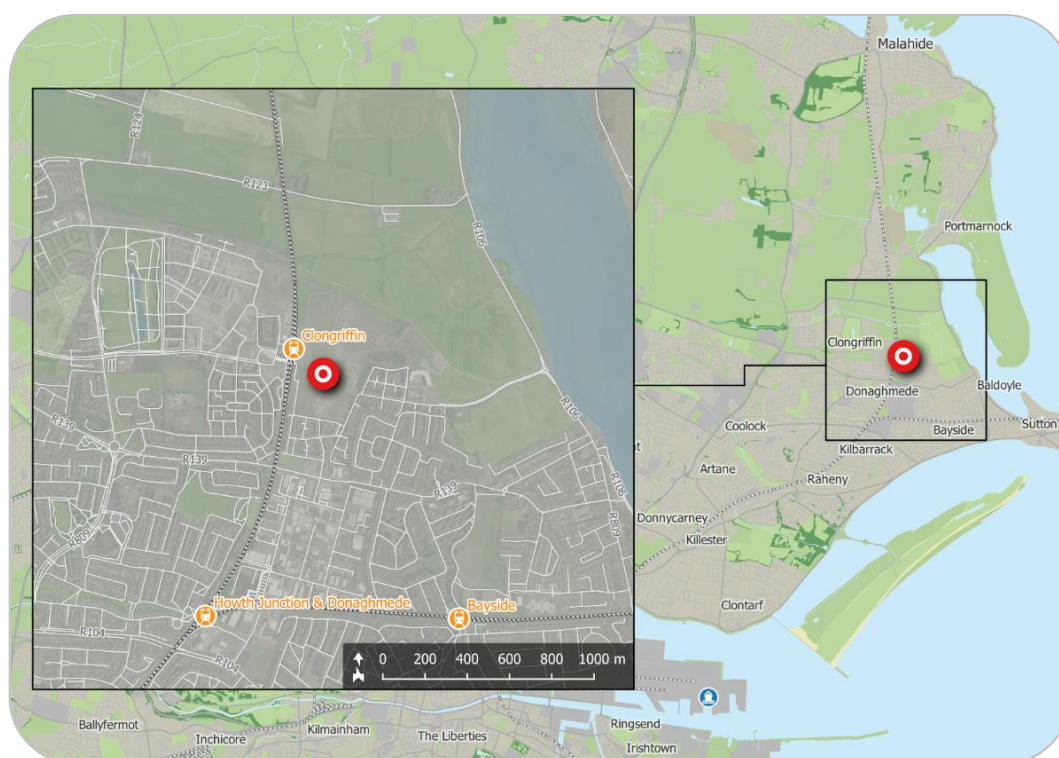 Malahide
Portmarnock
Clongriffin
Donaghmede
Baldoyle
Coolock
Bayside
Sutton
Kilbarrack
Artane
Raheny
Donnycarney
Killester
Clontarf
Ringsend
Irishtown
The Liberties
Kilmainham
Inchicore
Ballyfermot
R124
R123
R106
Clongriffin
R106
R139
R139
R139
R106
R809
R809
Howth Junction & Donaghmede
Bayside
R104
R104
0 200 400 600 800 1000 m